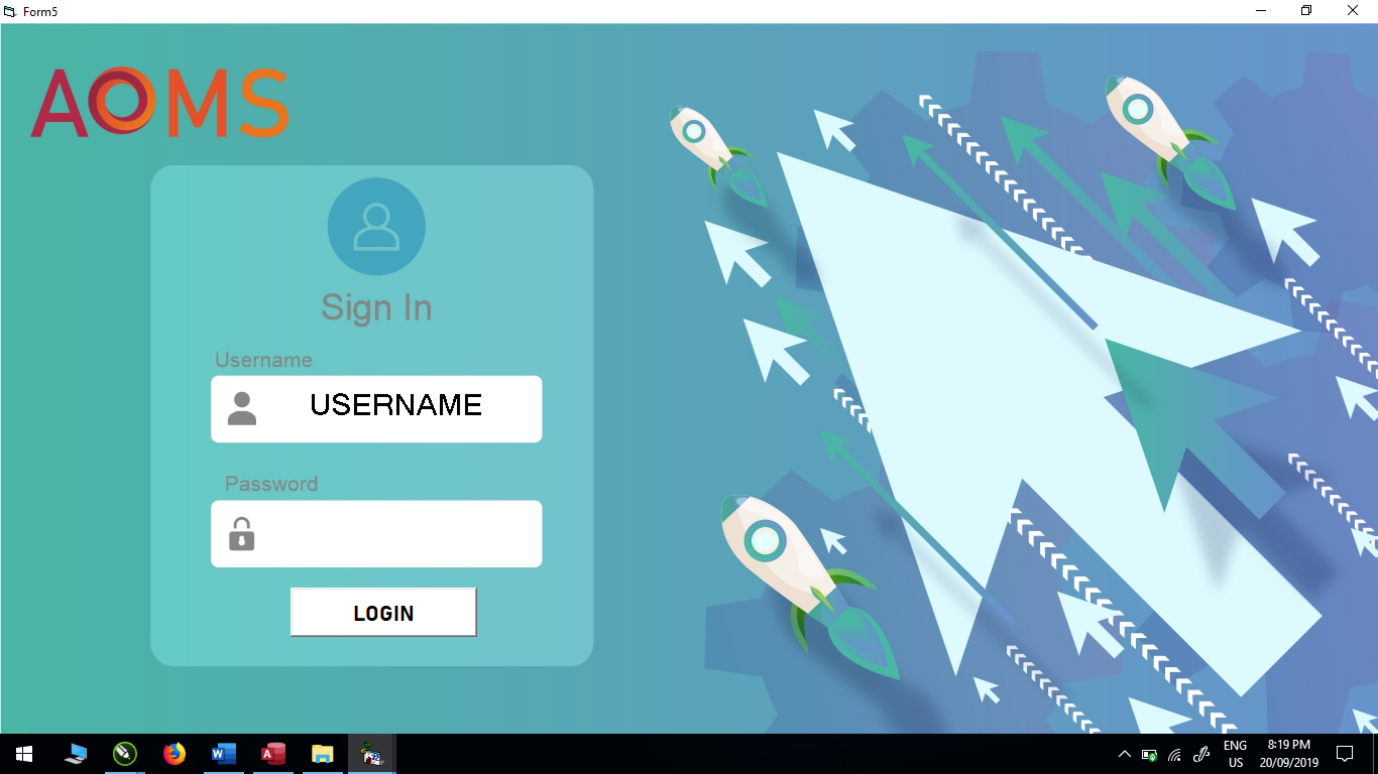 Form5
AOMS
Sign In
Username
USERNAME
Password
LOGIN
W
A
ENG
US
8:19 PM
20/09/2019